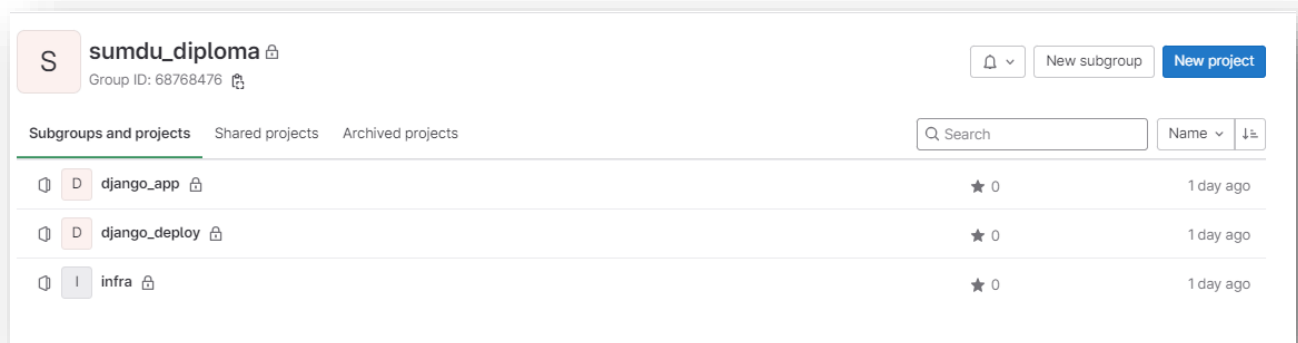 S
sumdu_diploma
Group ID: 68768476
New subgroup
New project
Subgroups and projects
Shared projects
Archived projects
Search
Name
D django_app 0 1 day ago
D django_deploy 0 1 day ago
I infra 0 1 day ago